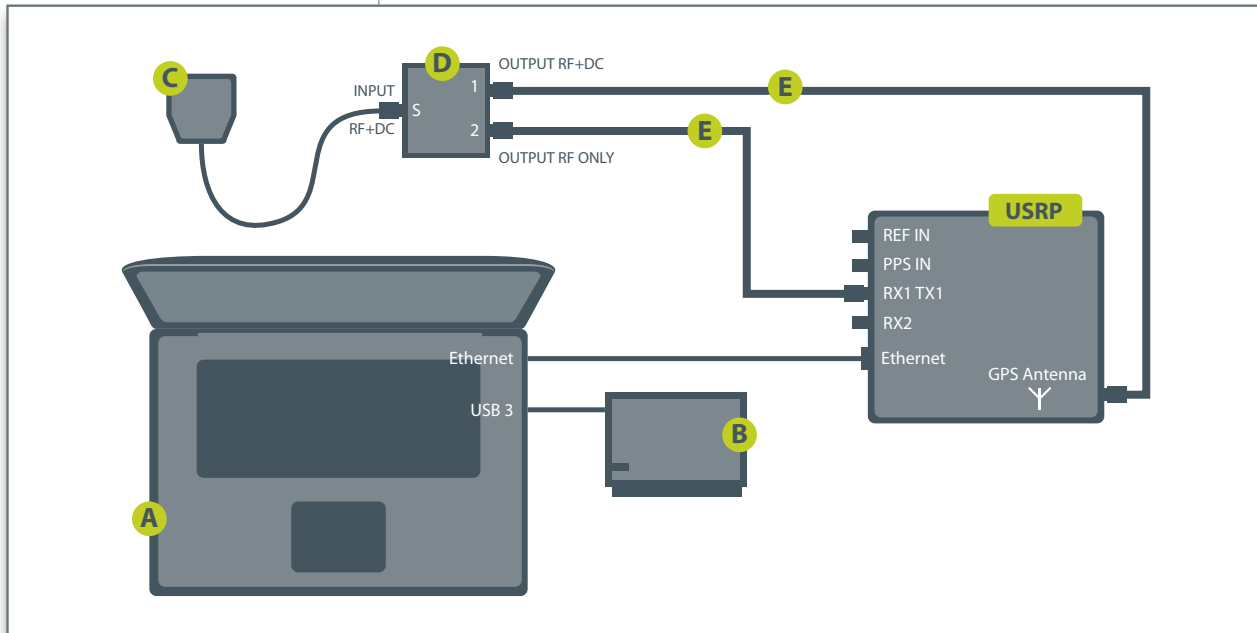 C
D
OUTPUT RF+DC
INPUT
RF+DC
S
1
2
OUTPUT RF ONLY
E
E
USRP
REF IN
PPS IN
RX1 TX1
RX2
Ethernet
GPS Antenna
Ethernet
USB 3
B
A